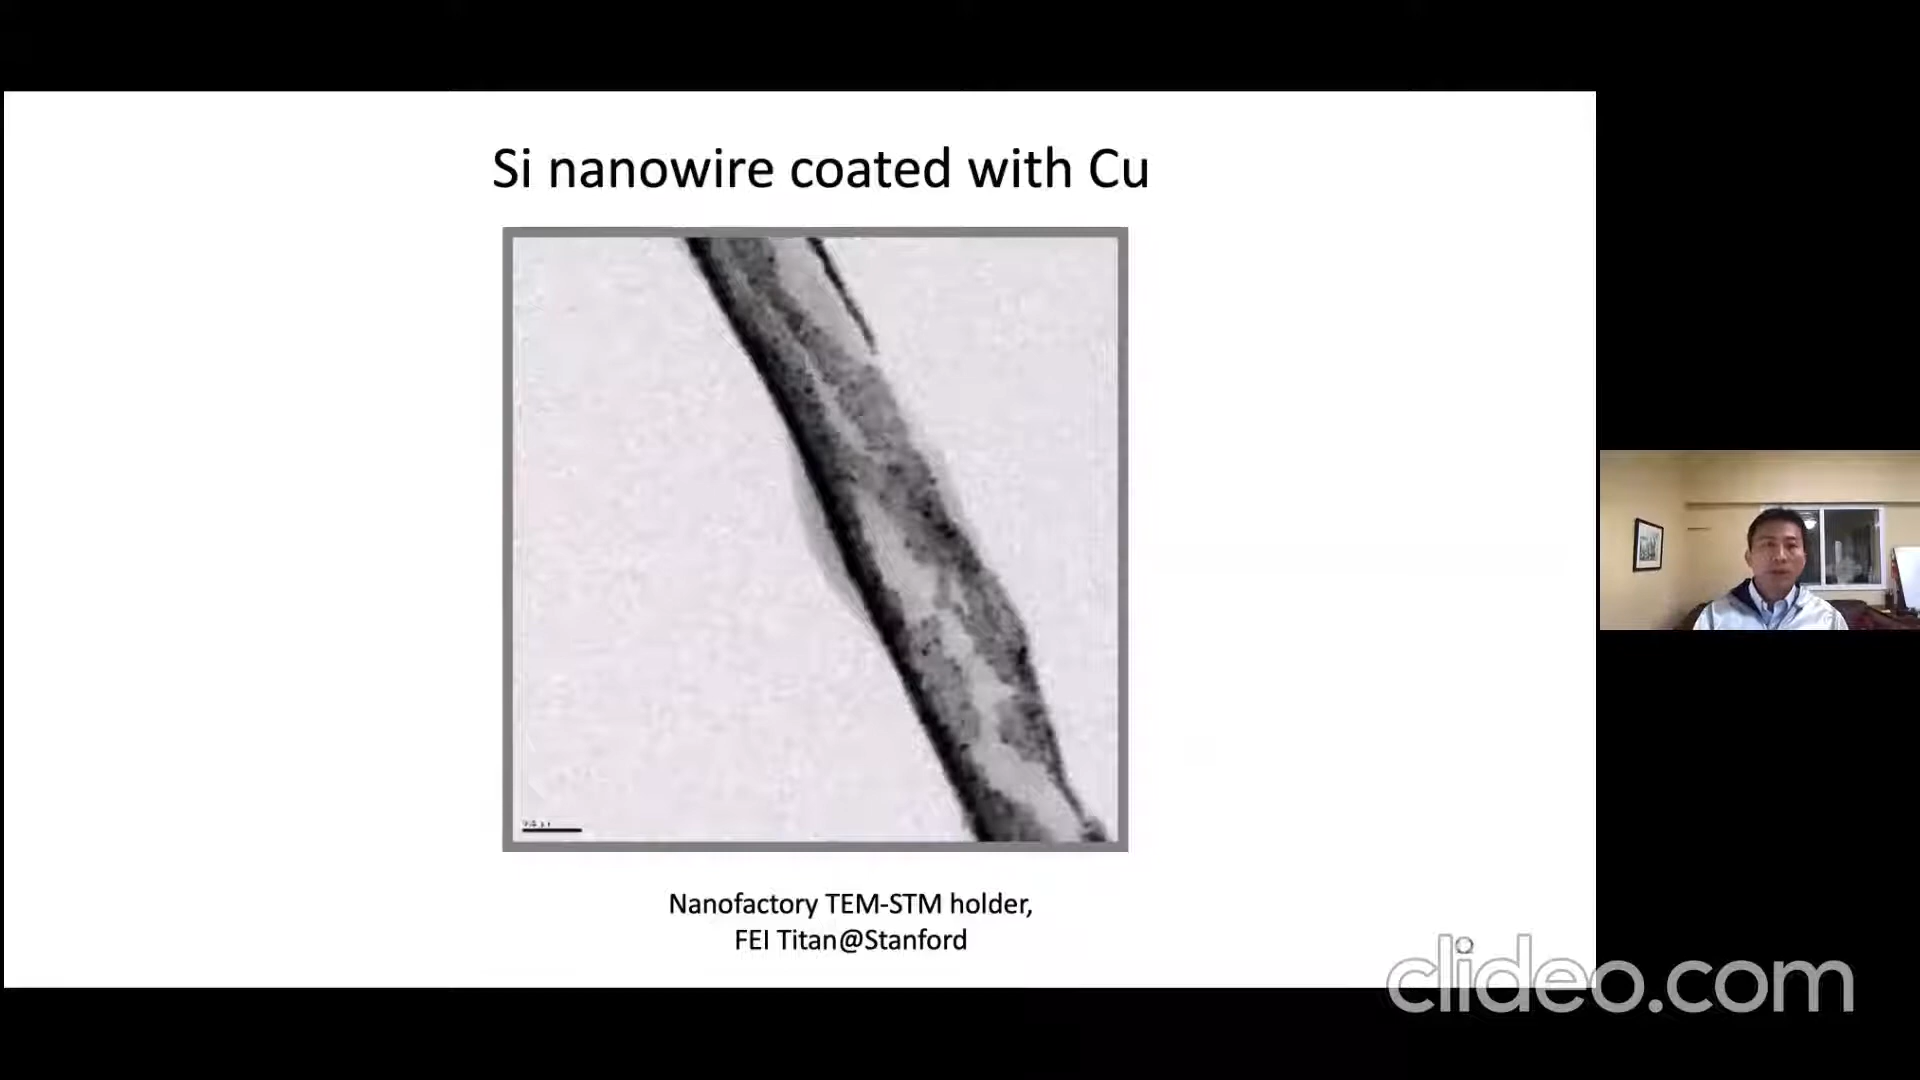 Si nanowire coated with Cu
Nanofactory TEM-STM holder,
FEI Titan@Stanford
clideo.com